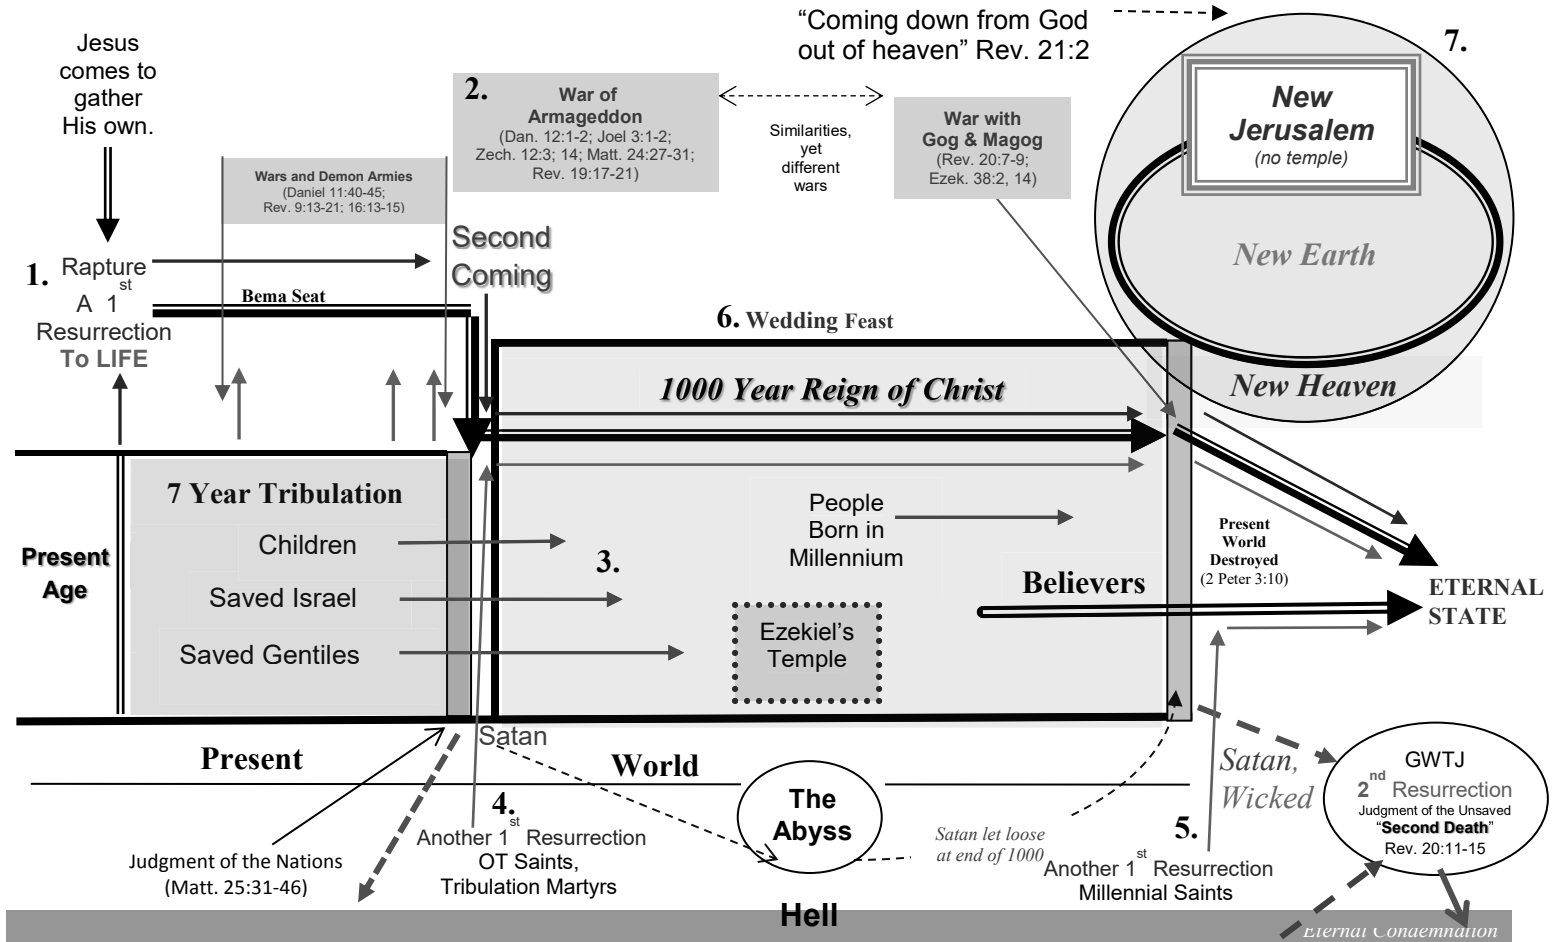 “Coming down from God
out of heaven” Rev. 21:2
7.
Jesus
comes to
gather
His own.
2.
War of
Armageddon
(Dan. 12:1-2; Joel 3:1-2;
Zech. 12:3; 14; Matt. 24:27-31;
Rev. 19:17-21)
Similarities,
yet
different
wars
War with
Gog & Magog
(Rev. 20:7-9;
Ezek. 38:2, 14)
New
Jerusalem
(no temple)
New Earth
New Heaven
Wars and Demon Armies
(Daniel 11:40-45;
Rev. 9:13-21; 16:13-15)
Second
Coming
1. Rapture
A 1st
Resurrection
To LIFE
Bema Seat
6. Wedding Feast
1000 Year Reign of Christ
7 Year Tribulation
Present
Age
Children
Saved Israel
Saved Gentiles
3.
People
Born in
Millennium
Believers
Ezekiel’s
Temple
Present
World
Destroyed
(2 Peter 3:10)
ETERNAL
STATE
Satan
Present World
The
Abyss
4.
Another 1st Resurrection
OT Saints,
Tribulation Martyrs
Judgment of the Nations
(Matt. 25:31-46)
Satan let loose
at end of 1000
5.
Another 1st Resurrection
Millennial Saints
Satan,
Wicked
GWTJ
2nd Resurrection
Judgment of the Unsaved
“Second Death”
Rev. 20:11-15
Hell
Eternal Condemnation